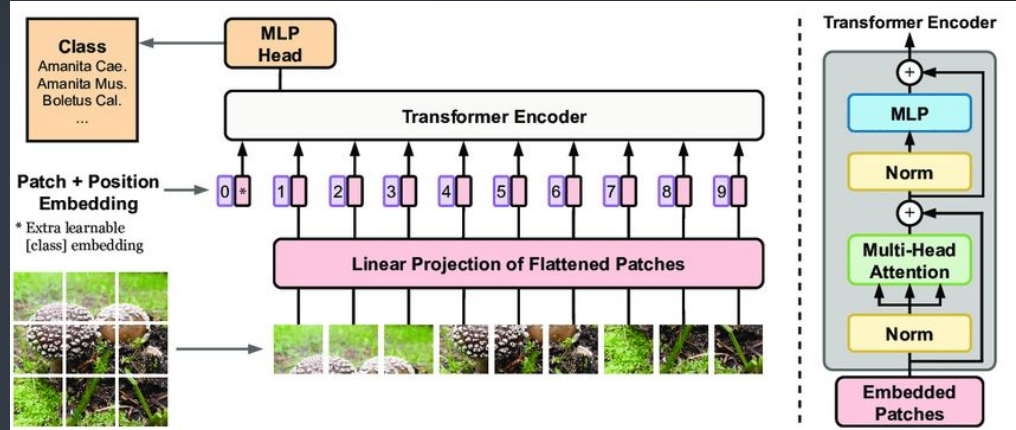 Class
Amanita Cae.
Amanita Mus.
Boletus Cal.
...
MLP
Head
Transformer Encoder
Patch + Position
Embedding
* Extra learnable
[class] embedding
0 * 1 2 3 4 5 6 7 8 9
Linear Projection of Flattened Patches
Transformer Encoder
+
MLP
Norm
+
Multi-Head
Attention
Norm
Embedded
Patches